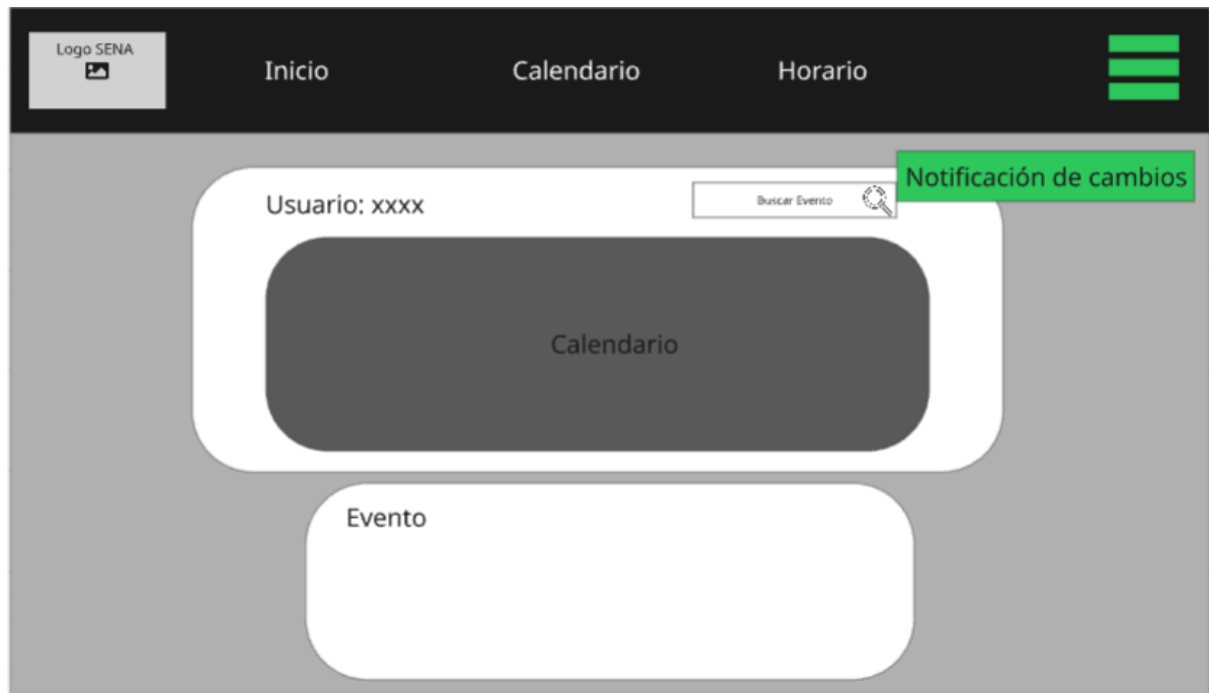 Logo SENA
Inicio
Calendario
Horario
Notificación de cambios
Usuario: xxxx
Buscar Evento
Calendario
Evento